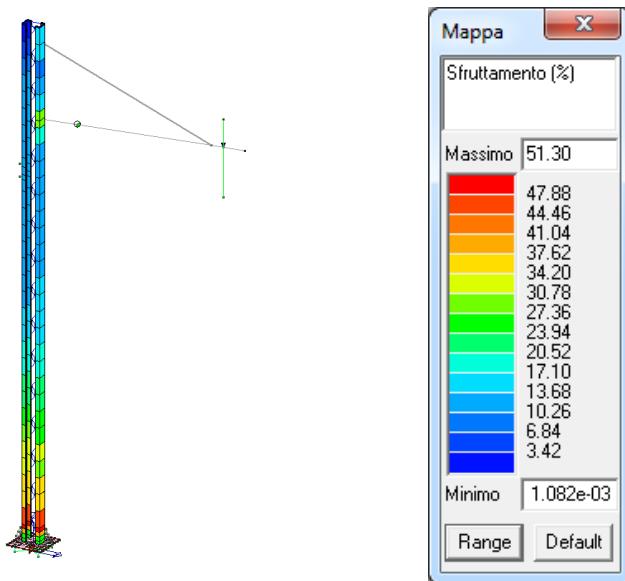 Mappa
Sfruttamento (%)
Massimo 51.30
47.88
44.46
41.04
37.62
34.20
30.78
27.36
23.94
20.52
17.10
13.68
10.26
6.84
3.42
Minimo 1.082e-03
Range Default